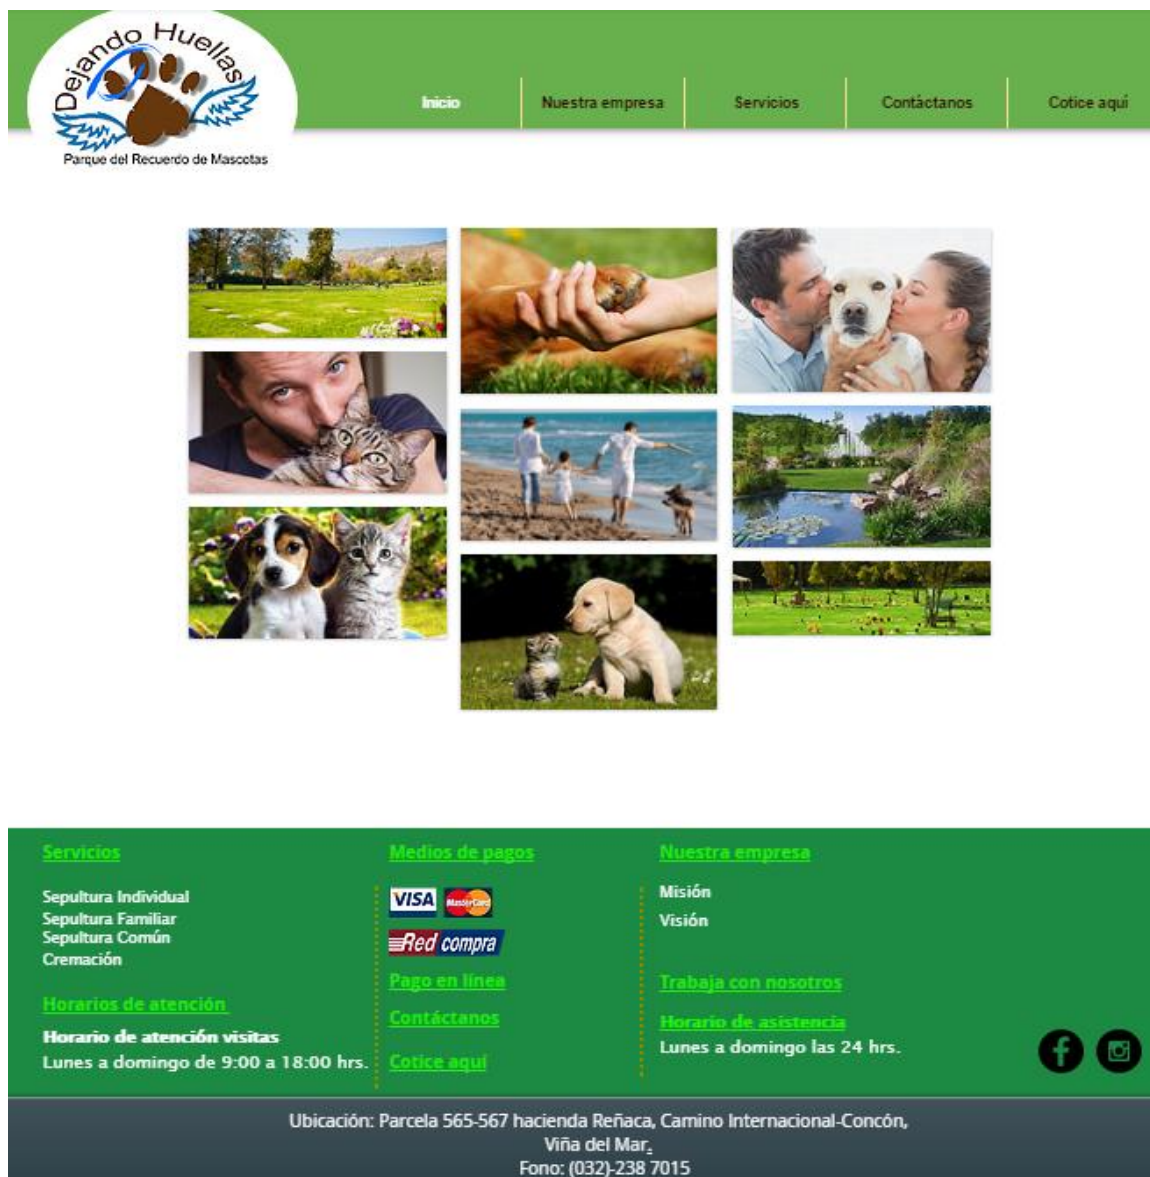 Dejando Huellas
Parque del Recuerdo de Mascotas
Inicio
Nuestra empresa
Servicios
Contáctanos
Cotice aquí
Servicios
Sepultura Individual
Sepultura Familiar
Sepultura Común
Cremación
Horarios de atención
Horario de atención visitas
Lunes a domingo de 9:00 a 18:00 hrs.
Medios de pagos
VISA MasterCard
Red compra
Pago en línea
Contáctanos
Cotice aquí
Nuestra empresa
Misión
Visión
Trabaja con nosotros
Horario de asistencia
Lunes a domingo las 24 hrs.
Ubicación: Parcela 565-567 hacienda Reñaca, Camino Internacional-Concón,
Viña del Mar.
Fono: (032)-238 7015